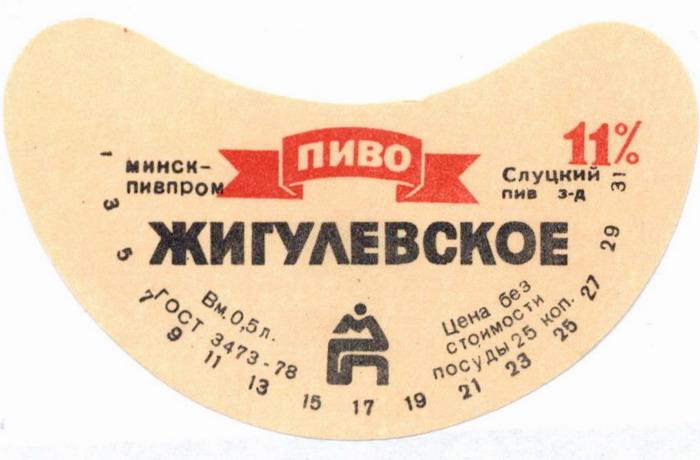 ПИВО
11%
МИНСК-
ПИВПРОМ
Слуцкий
пив з-д
ЖИГУЛЕВСКОЕ
Вм. 0,5 л.
ГОСТ 3473-78
Цена без
стоимости
посуды 25 коп.
1 3 5 7 9 11 13 15 17 19 21 23 25 27 29 31